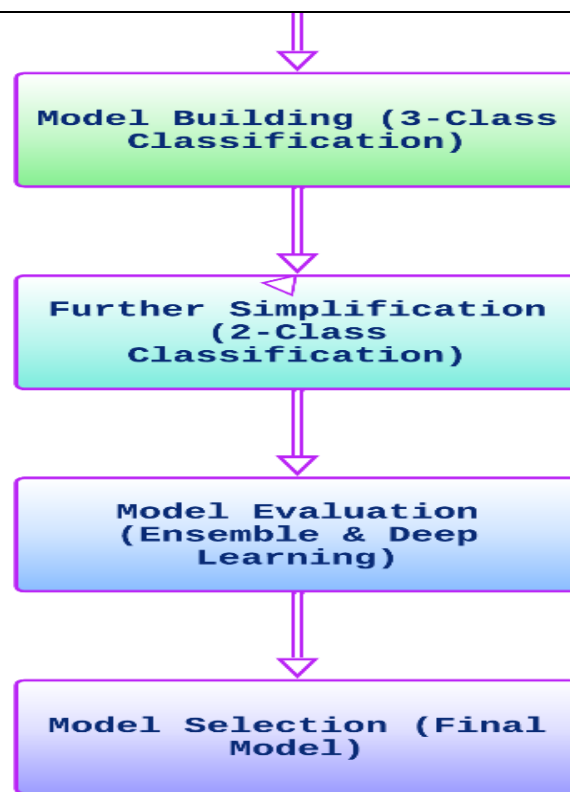 Model Building (3-Class
Classification)
Further Simplification
(2-Class
Classification)
Model Evaluation
(Ensemble & Deep
Learning)
Model Selection (Final
Model)